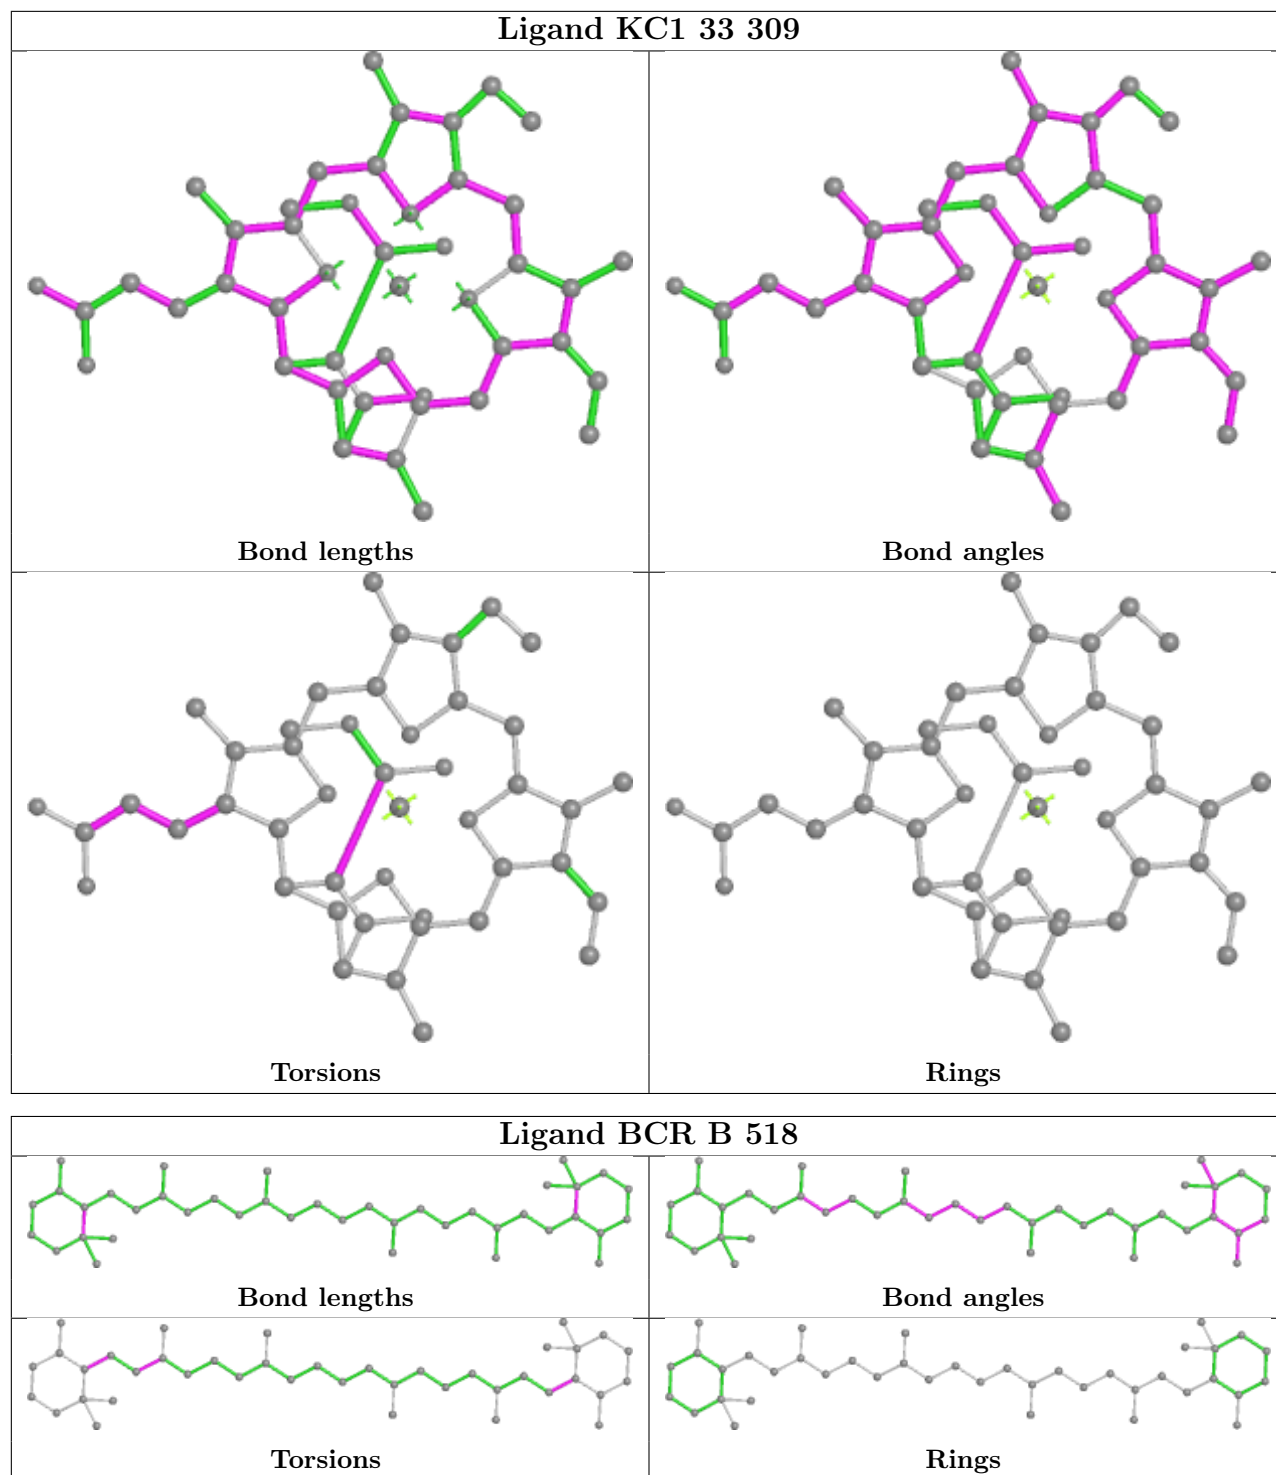 Ligand KC1 33 309
Bond lengths
Bond angles
Torsions
Rings
Ligand BCR B 518
Bond lengths
Bond angles
Torsions
Rings